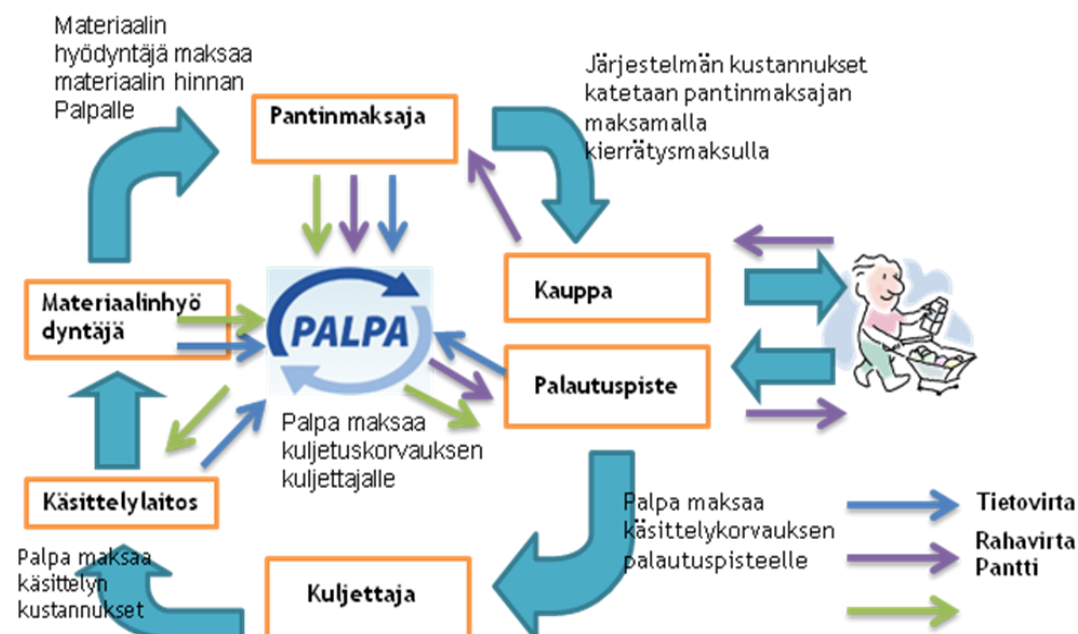 Materiaalin
hyödyntäjä maksaa
materiaalin hinnan
Palpalle
Pantinmaksaja
Järjestelmän kustannukset
katetaan pantinmaksajan
maksamalla
kierrätysmaksulla
Materiaalinhyö
dyntäjä
PALPA
Kauppa
Palautuspiste
Palpa maksaa
kuljetuskorvauksen
kuljettajalle
Käsittelylaitos
Palpa maksaa
käsittelyn
kustannukset
Kuljettaja
Palpa maksaa
käsittelykorvauksen
palautuspisteelle
Tietovirta
Rahavirta
Pantti